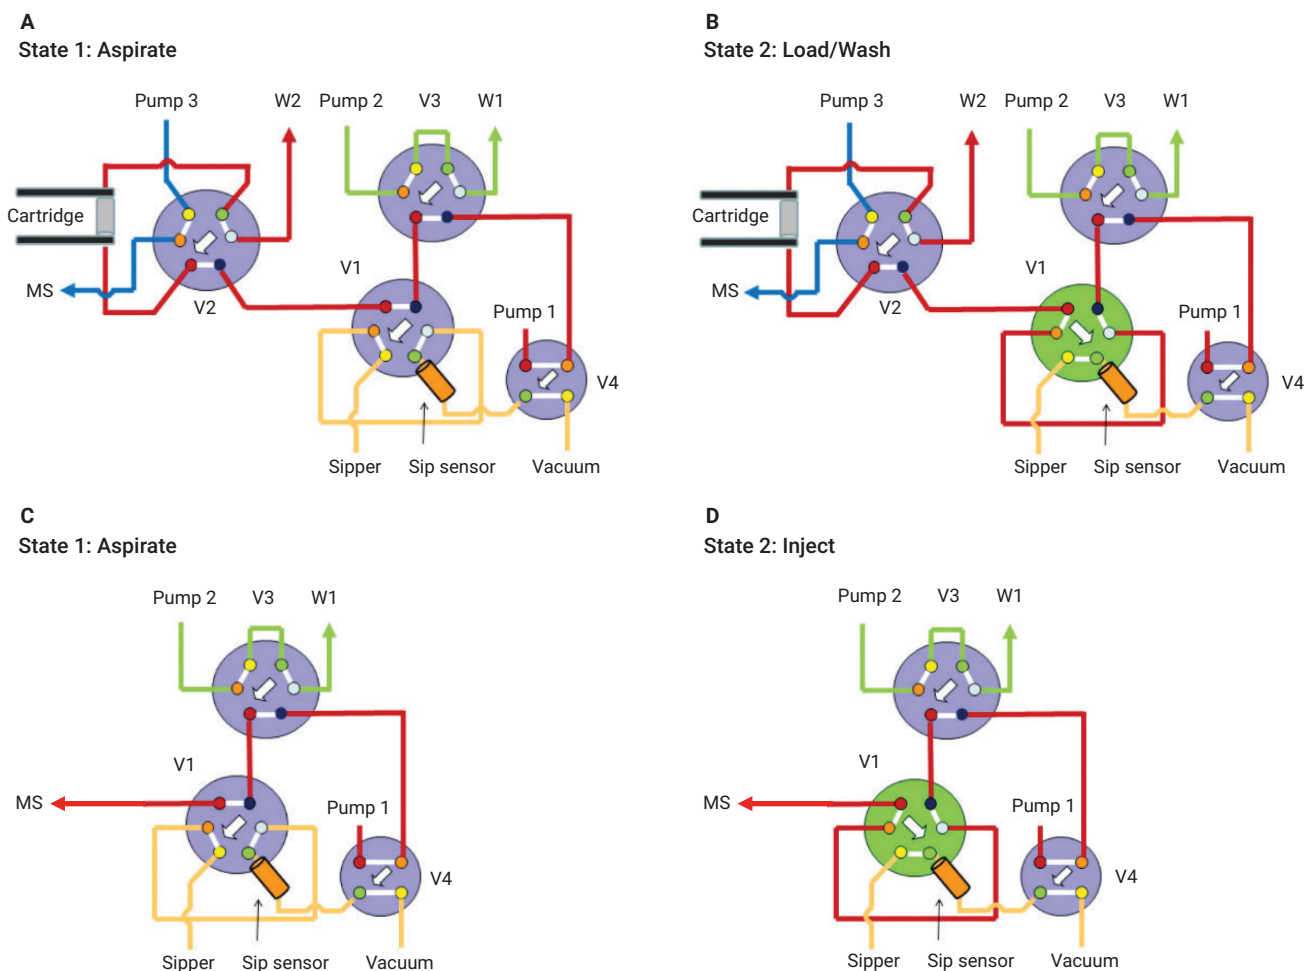 A
State 1: Aspirate
Pump 3
W2
Pump 2
V3
W1
Cartridge
V1
MS
V2
Pump 1
V4
Sipper
Sip sensor
Vacuum
B
State 2: Load/Wash
Pump 3
W2
Pump 2
V3
W1
Cartridge
V1
MS
V2
Pump 1
V4
Sipper
Sip sensor
Vacuum
C
State 1: Aspirate
Pump 2
V3
W1
V1
MS
Pump 1
V4
Sipper
Sip sensor
Vacuum
D
State 2: Inject
Pump 2
V3
W1
V1
MS
Pump 1
V4
Sipper
Sip sensor
Vacuum